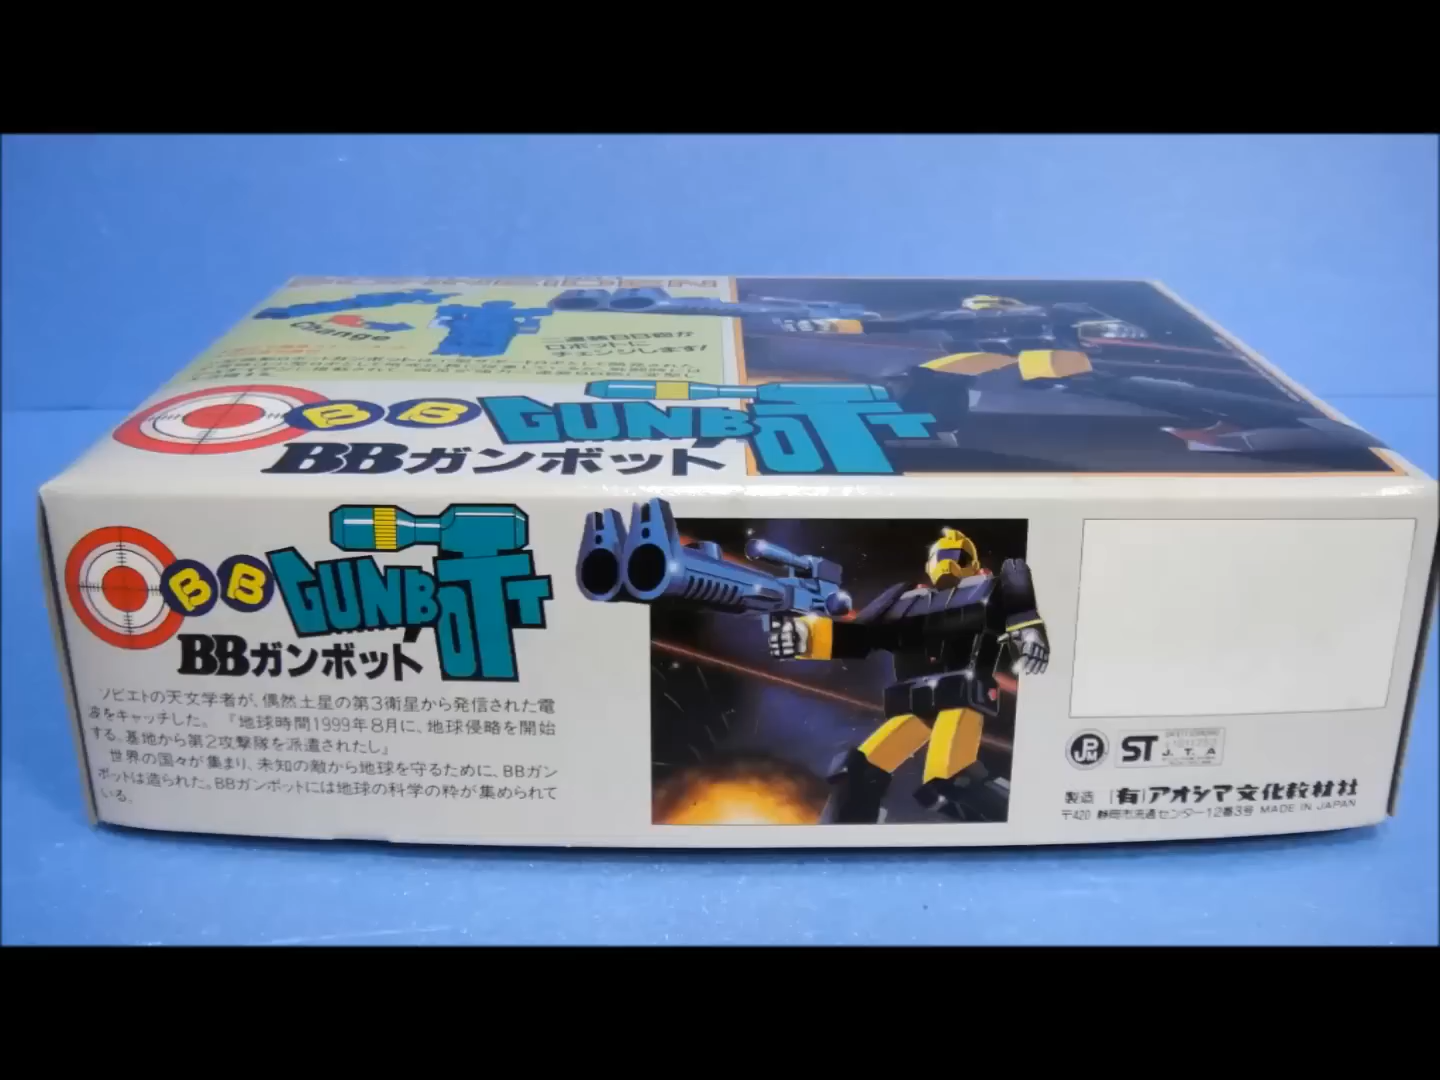 Change
二連装BB砲が
ロボットに
チェンジします!
BB GUNBOTT
BBガンボット
BB GUNBOTT
BBガンボット
ソビエトの天文学者が、偶然土星の第3衛星から発信された電
波をキャッチした。『地球時間1999年8月に、地球侵略を開始
する。基地から第2攻撃隊を派遣されたし』
世界の国々が集まり、未知の敵から地球を守るために、BBガン
ボットは造られた。BBガンボットには地球の科学の粋が集められて
いる。
JPM
ST
J. T. A
製造 (有)アオシマ文化教材社
〒420 静岡市流通センター12番3号 MADE IN JAPAN